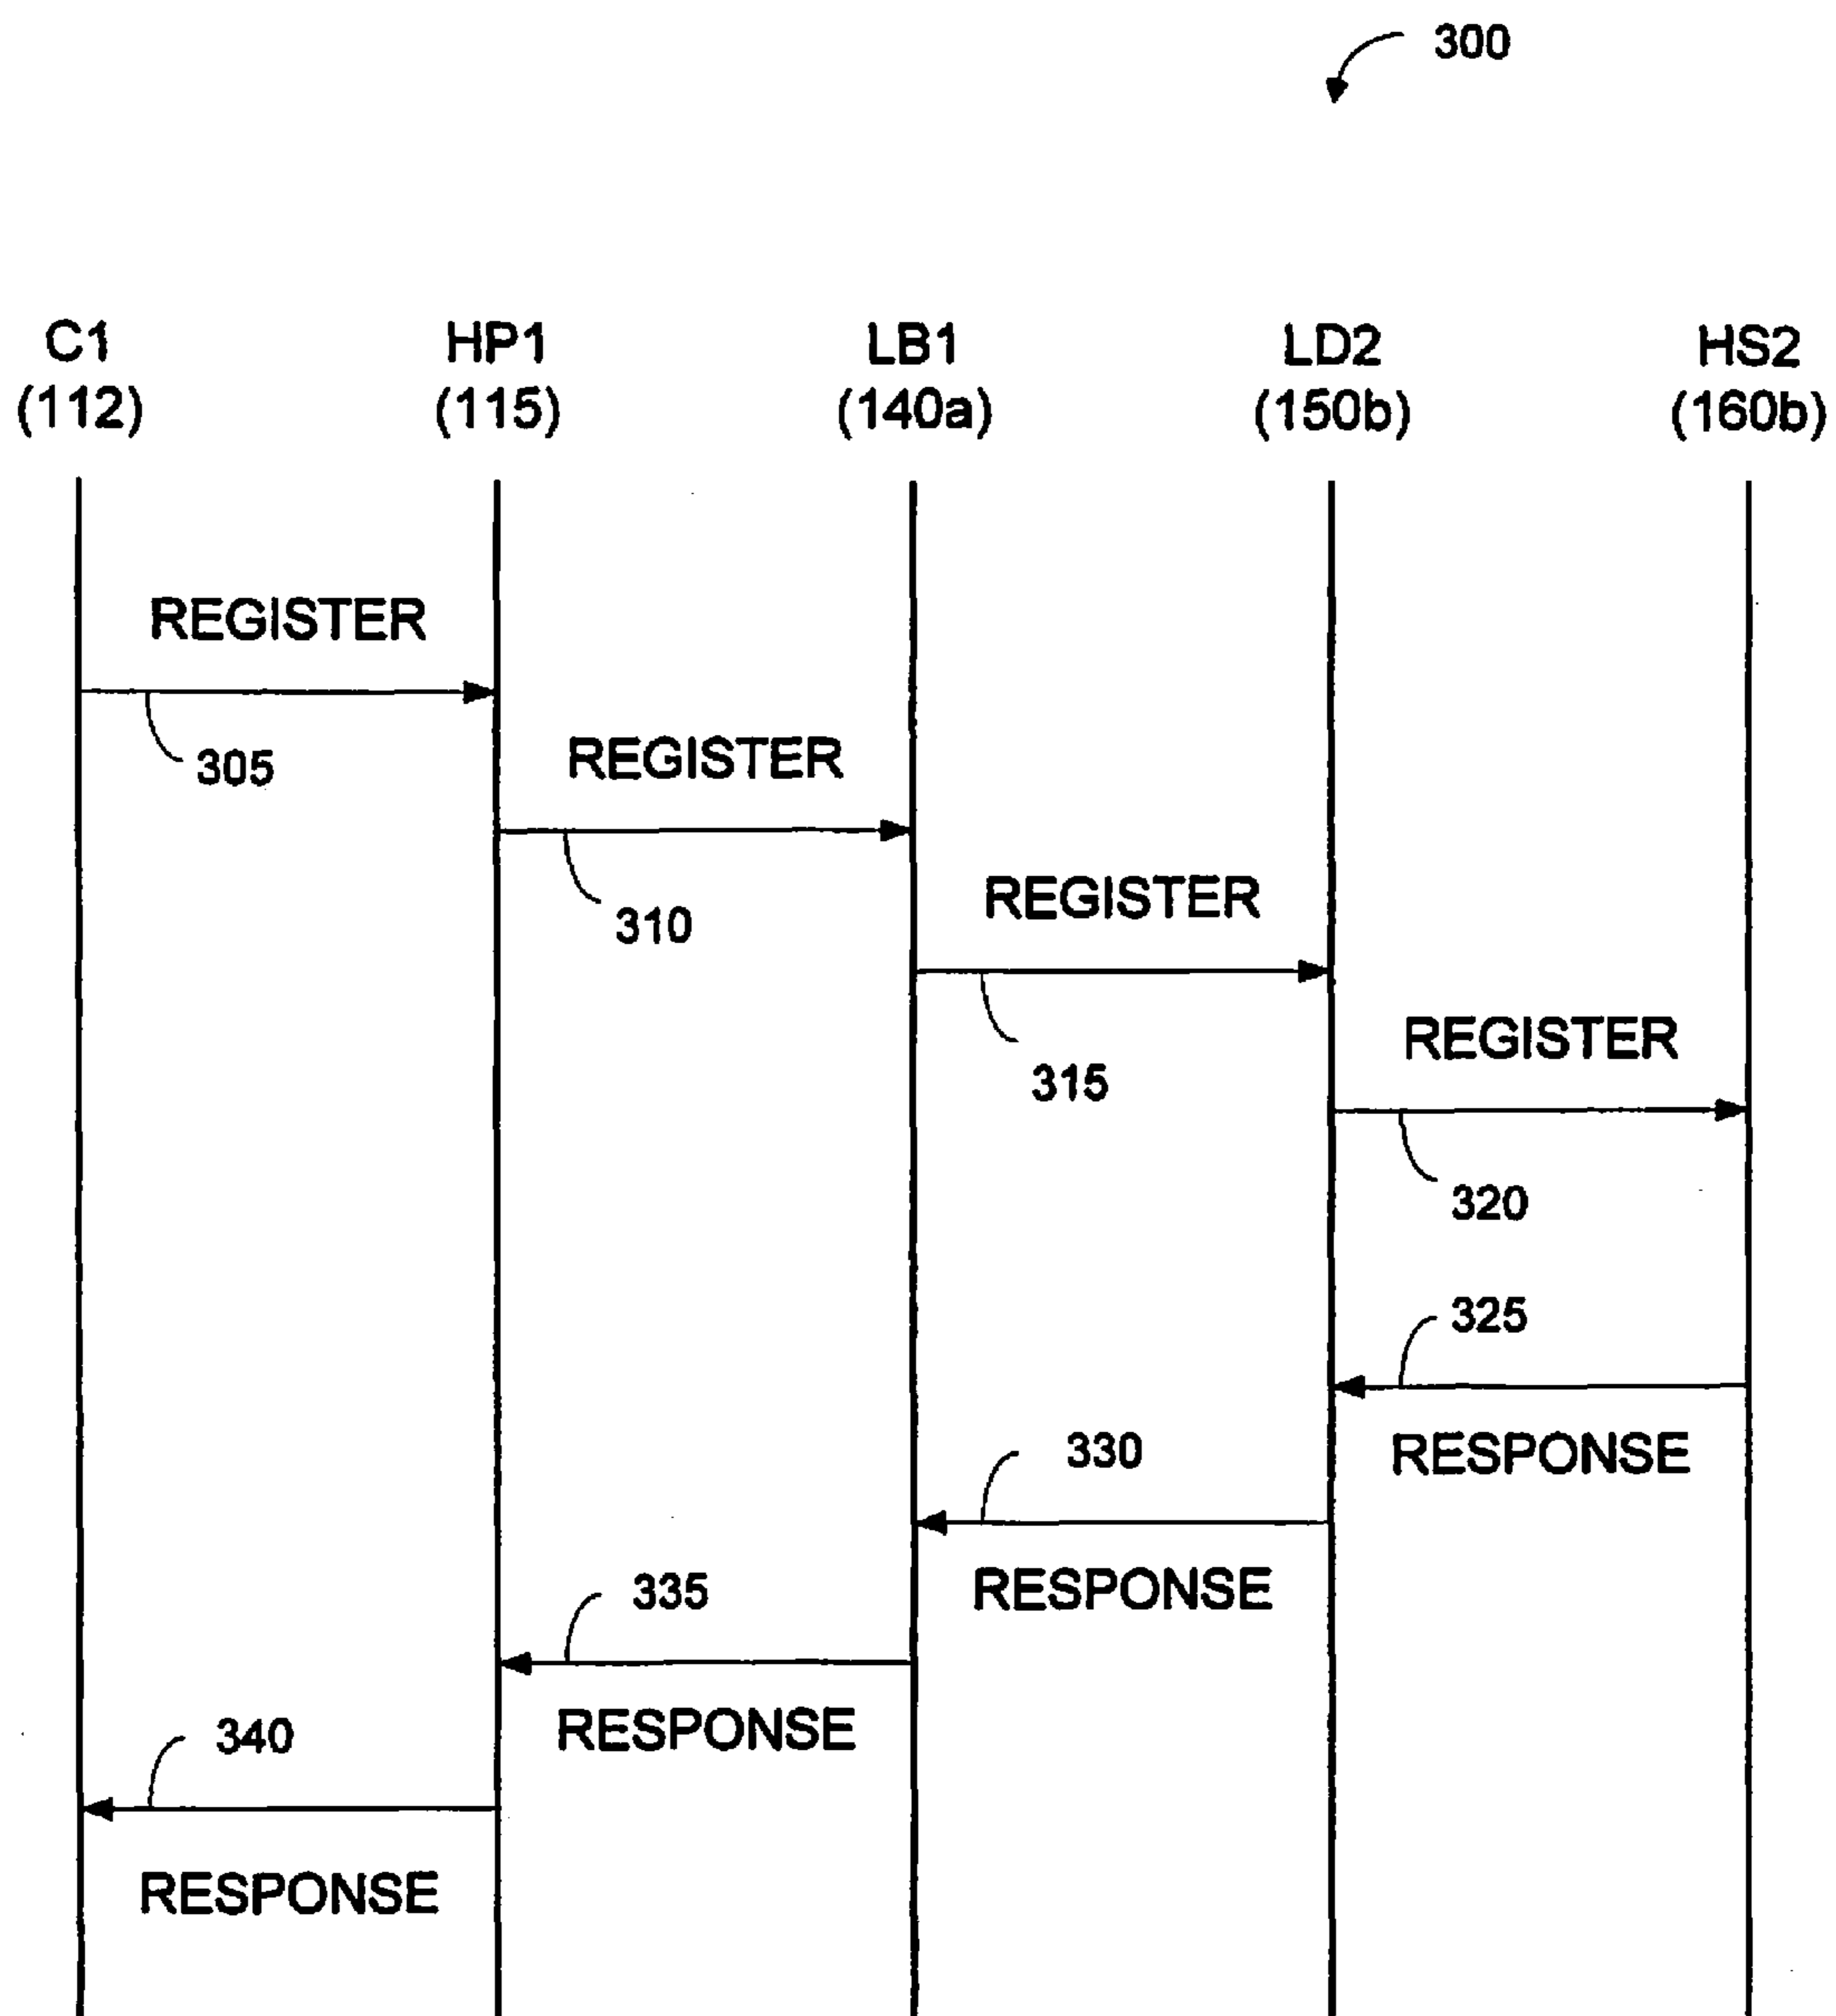 300
C1 HP1 LB1 LD2 HS2
(112) (115) (140a) (150b) (160b)
REGISTER
305
REGISTER
310
REGISTER
315
REGISTER
320
325
RESPONSE
330
RESPONSE
335
RESPONSE
340
RESPONSE